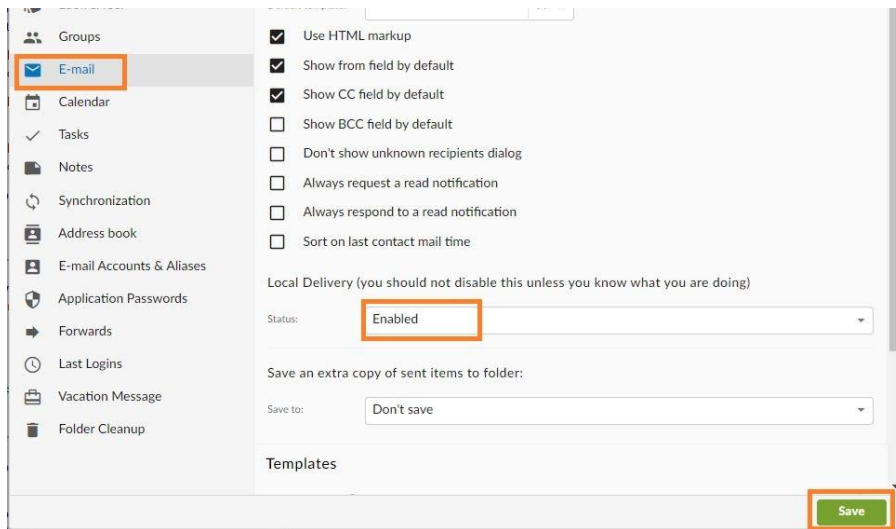 Groups
E-mail
Calendar
Tasks
Notes
Synchronization
Address book
E-mail Accounts & Aliases
Application Passwords
Forwards
Last Logins
Vacation Message
Folder Cleanup
Use HTML markup
Show from field by default
Show CC field by default
Show BCC field by default
Don't show unknown recipients dialog
Always request a read notification
Always respond to a read notification
Sort on last contact mail time
Local Delivery (you should not disable this unless you know what you are doing)
Status: Enabled
Save an extra copy of sent items to folder:
Save to: Don't save
Templates
Save